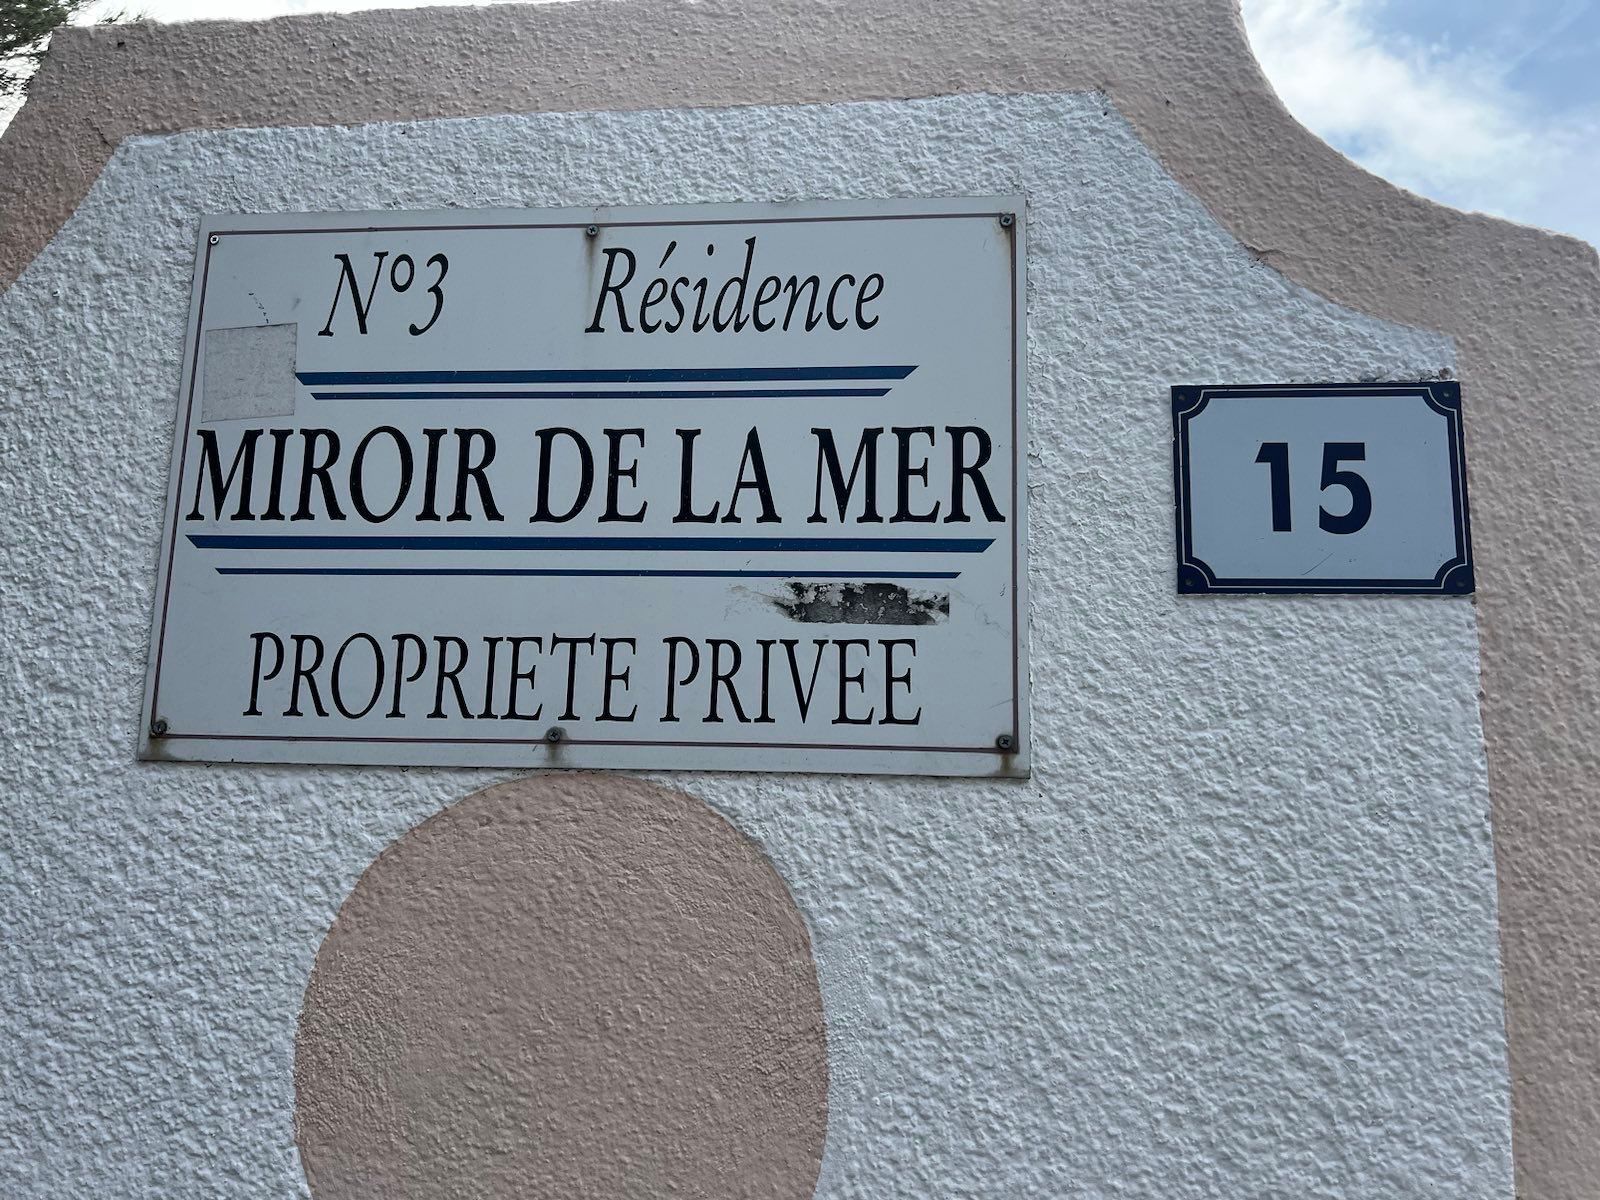 N°3 Résidence
MIROIR DE LA MER
PROPRIETE PRIVEE
15